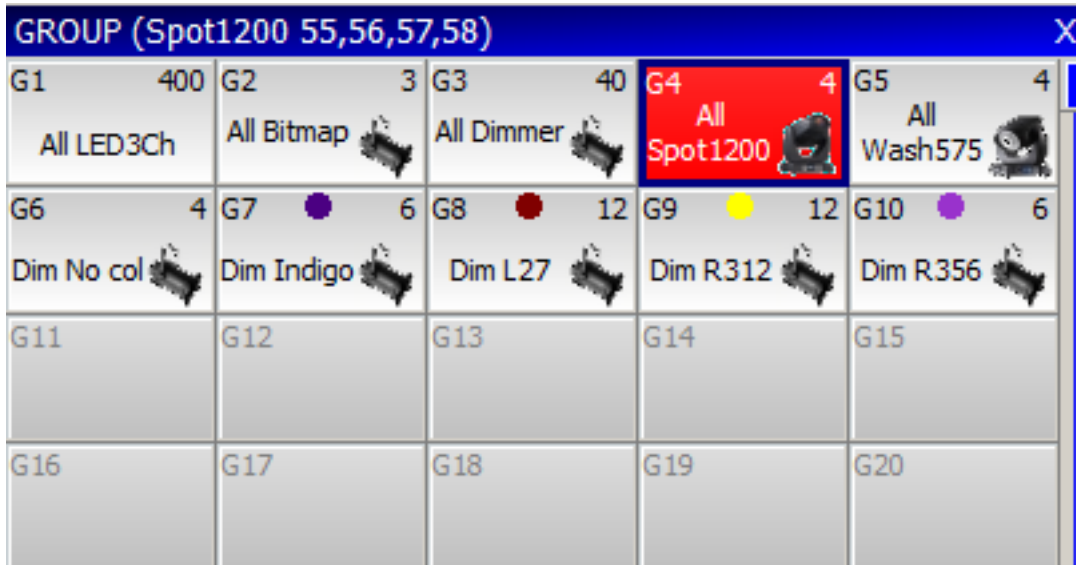 GROUP (Spot1200 55,56,57,58) X
G1 400 G2 3 G3 40 G4 4 G5 4
All LED3Ch
All Bitmap
All Dimmer
All
Spot1200
All
Wash575
G6 4 G7 6 G8 12 G9 12 G10 6
Dim No col
Dim Indigo
Dim L27
Dim R312
Dim R356
G11 G12 G13 G14 G15
G16 G17 G18 G19 G20